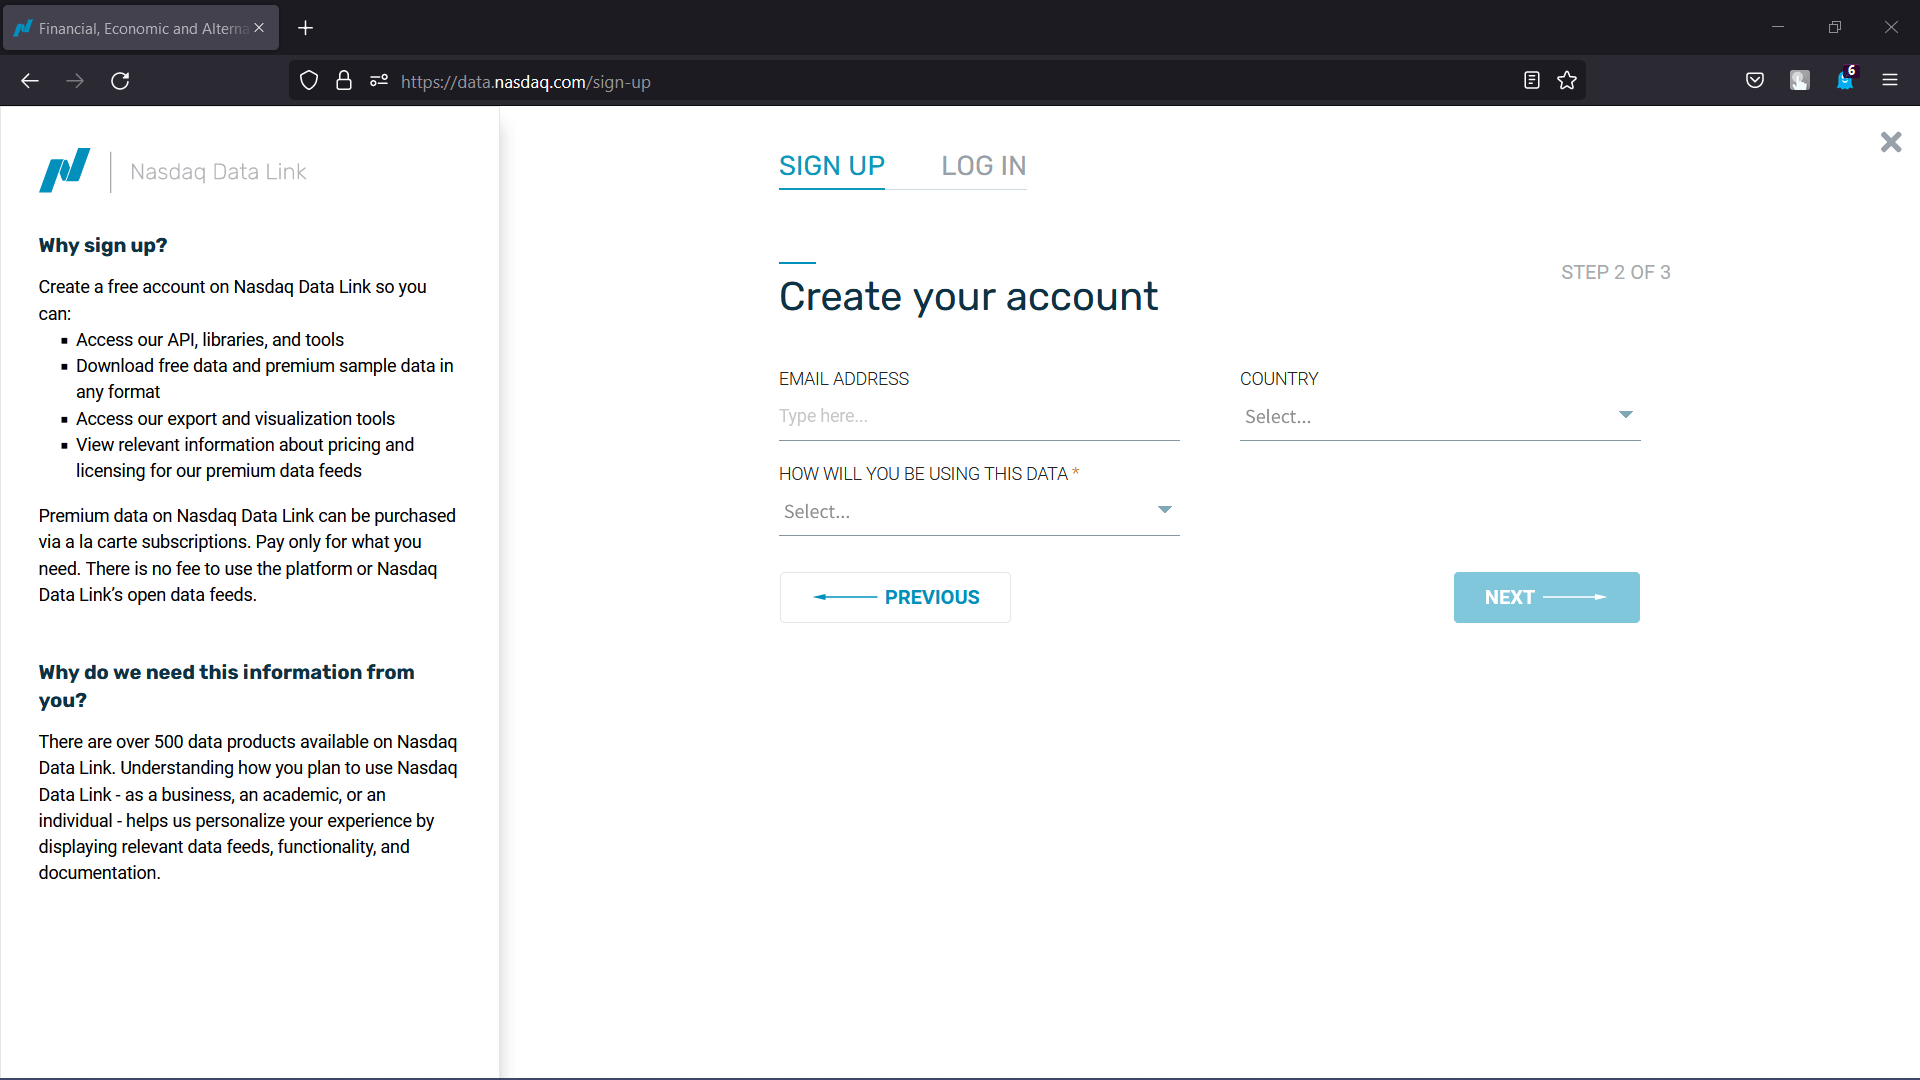 Financial, Economic and Alterna
https://data.nasdaq.com/sign-up
6
Nasdaq Data Link
Why sign up?
Create a free account on Nasdaq Data Link so you
can:
Access our API, libraries, and tools
Download free data and premium sample data in
any format
Access our export and visualization tools
View relevant information about pricing and
licensing for our premium data feeds
Premium data on Nasdaq Data Link can be purchased
via a la carte subscriptions. Pay only for what you
need. There is no fee to use the platform or Nasdaq
Data Link’s open data feeds.
Why do we need this information from
you?
There are over 500 data products available on Nasdaq
Data Link. Understanding how you plan to use Nasdaq
Data Link - as a business, an academic, or an
individual - helps us personalize your experience by
displaying relevant data feeds, functionality, and
documentation.
SIGN UP LOG IN
STEP 2 OF 3
Create your account
EMAIL ADDRESS
Type here...
COUNTRY
Select...
HOW WILL YOU BE USING THIS DATA *
Select...
PREVIOUS
NEXT